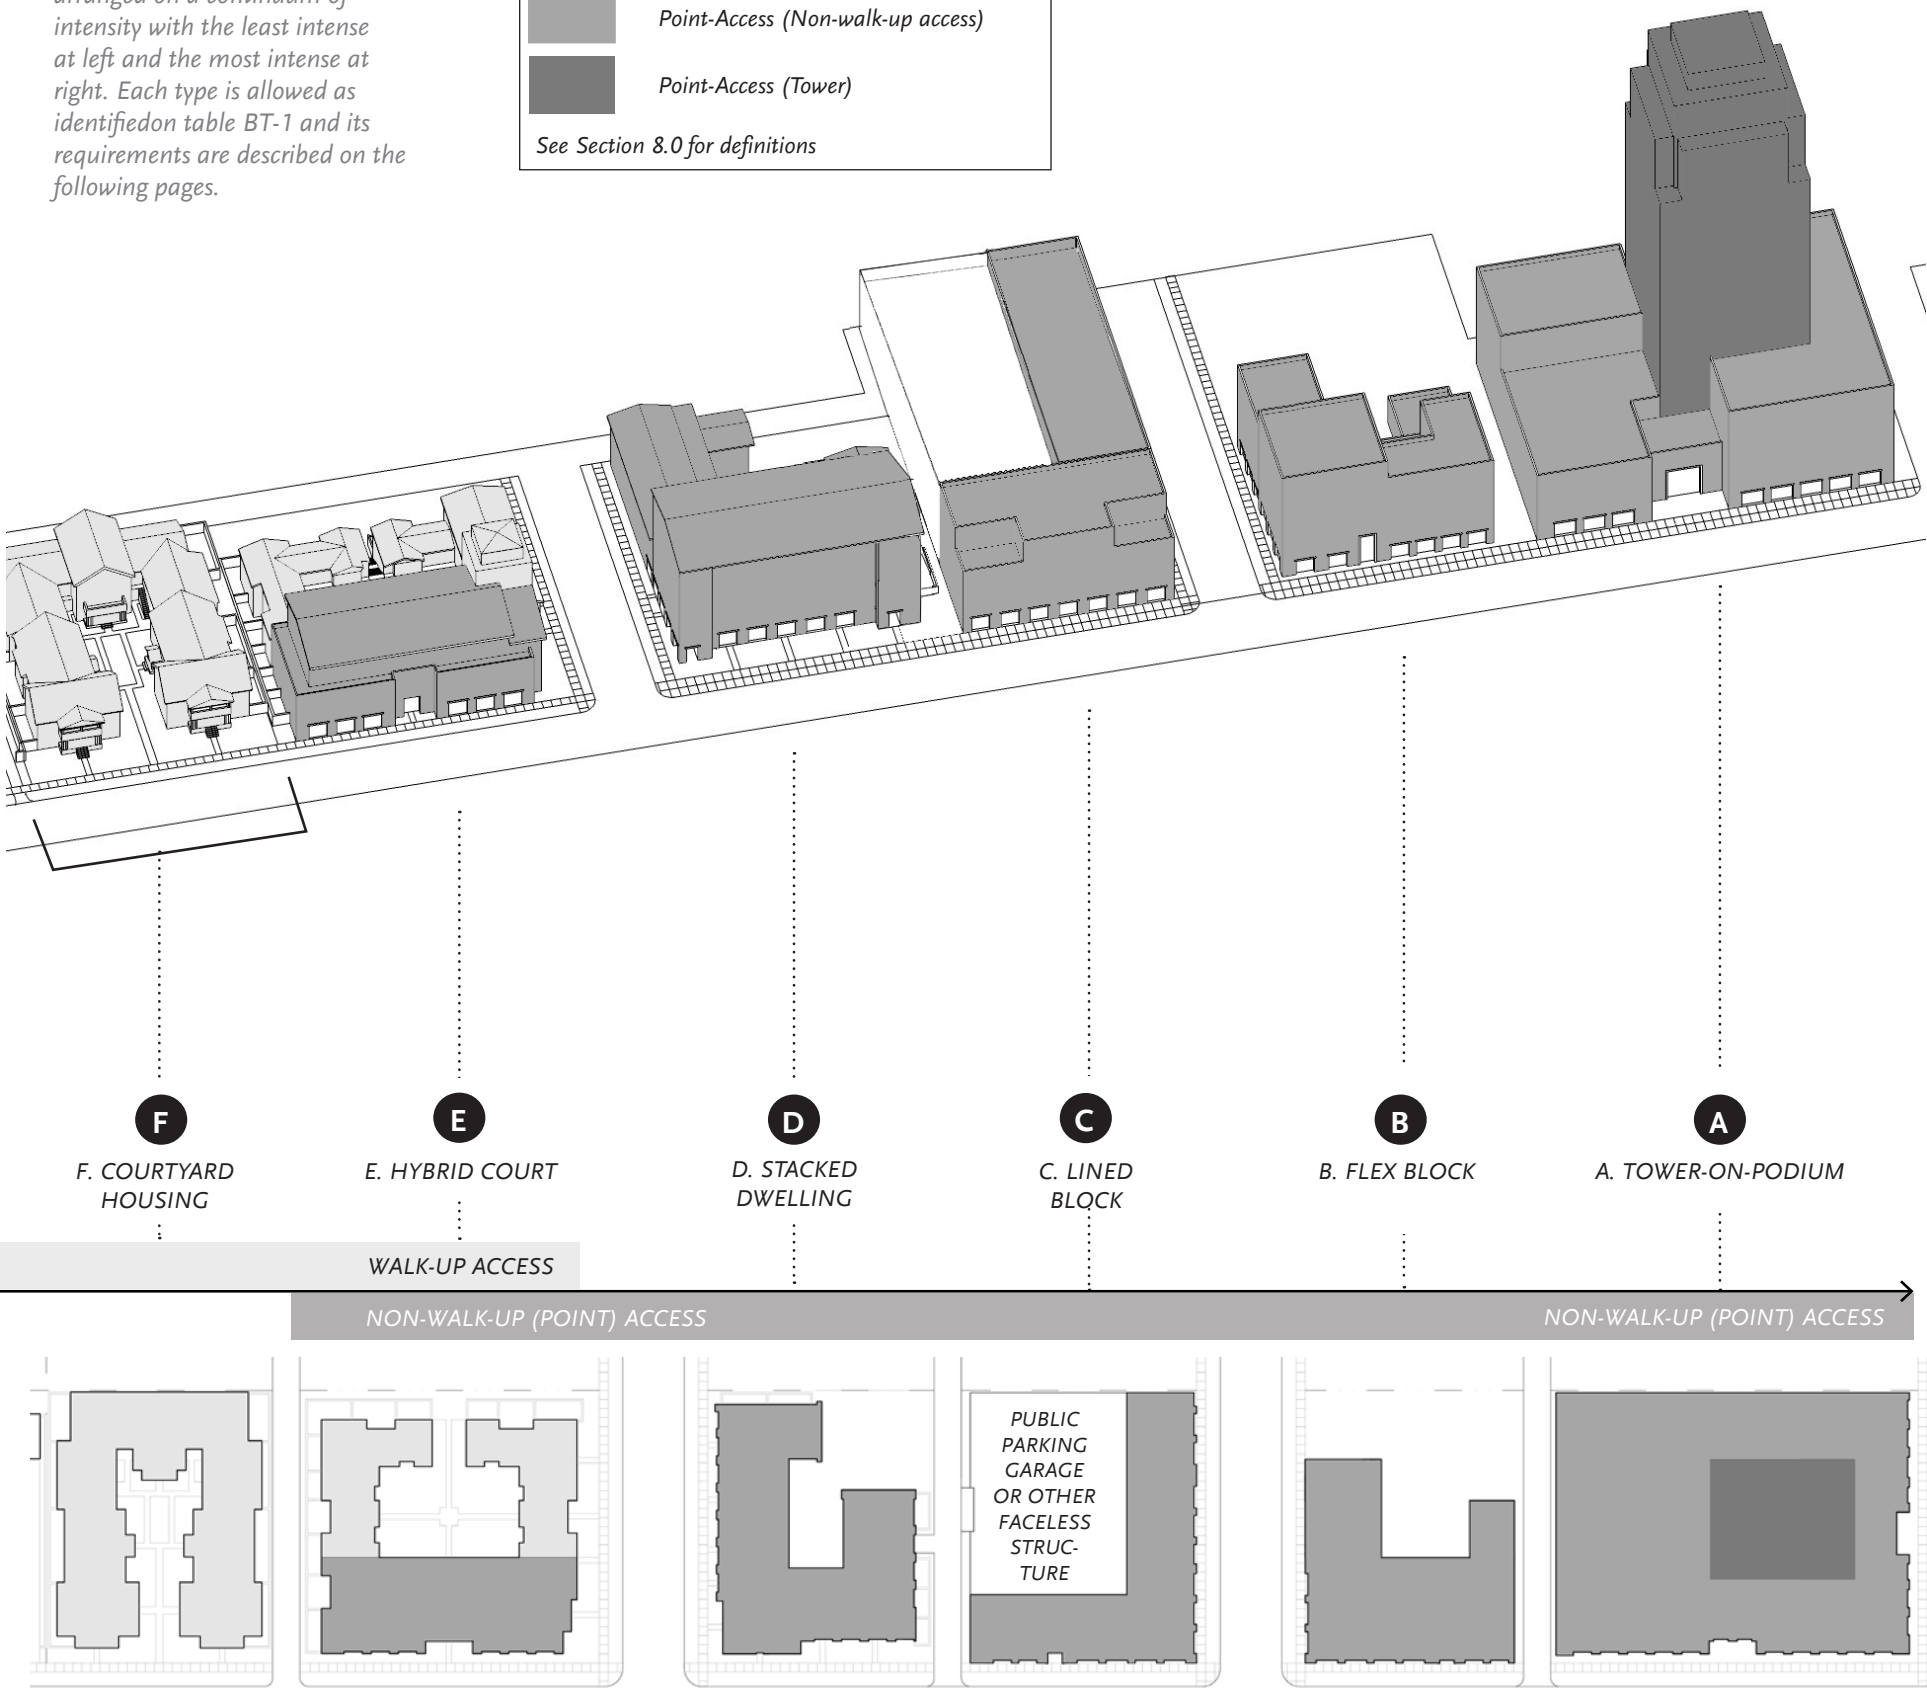 arranged on a continuum of
intensity with the least intense
at left and the most intense at
right. Each type is allowed as
identifiedon table BT-1 and its
requirements are described on the
following pages.
Point-Access (Non-walk-up access)
Point-Access (Tower)
See Section 8.0 for definitions
F
E
D
C
B
A
F. COURTYARD
HOUSING
E. HYBRID COURT
D. STACKED
DWELLING
C. LINED
BLOCK
B. FLEX BLOCK
A. TOWER-ON-PODIUM
WALK-UP ACCESS
NON-WALK-UP (POINT) ACCESS
NON-WALK-UP (POINT) ACCESS
PUBLIC
PARKING
GARAGE
OR OTHER
FACELESS
STRUC-
TURE